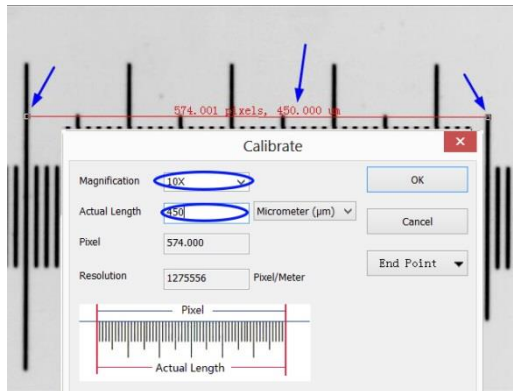 574.001 pixels, 450.000 um
Calibrate
Magnification
10X
OK
Actual Length
450
Micrometer (µm)
Cancel
Pixel
574.000
End Point
Resolution
1275556
Pixel/Meter
Pixel
Actual Length